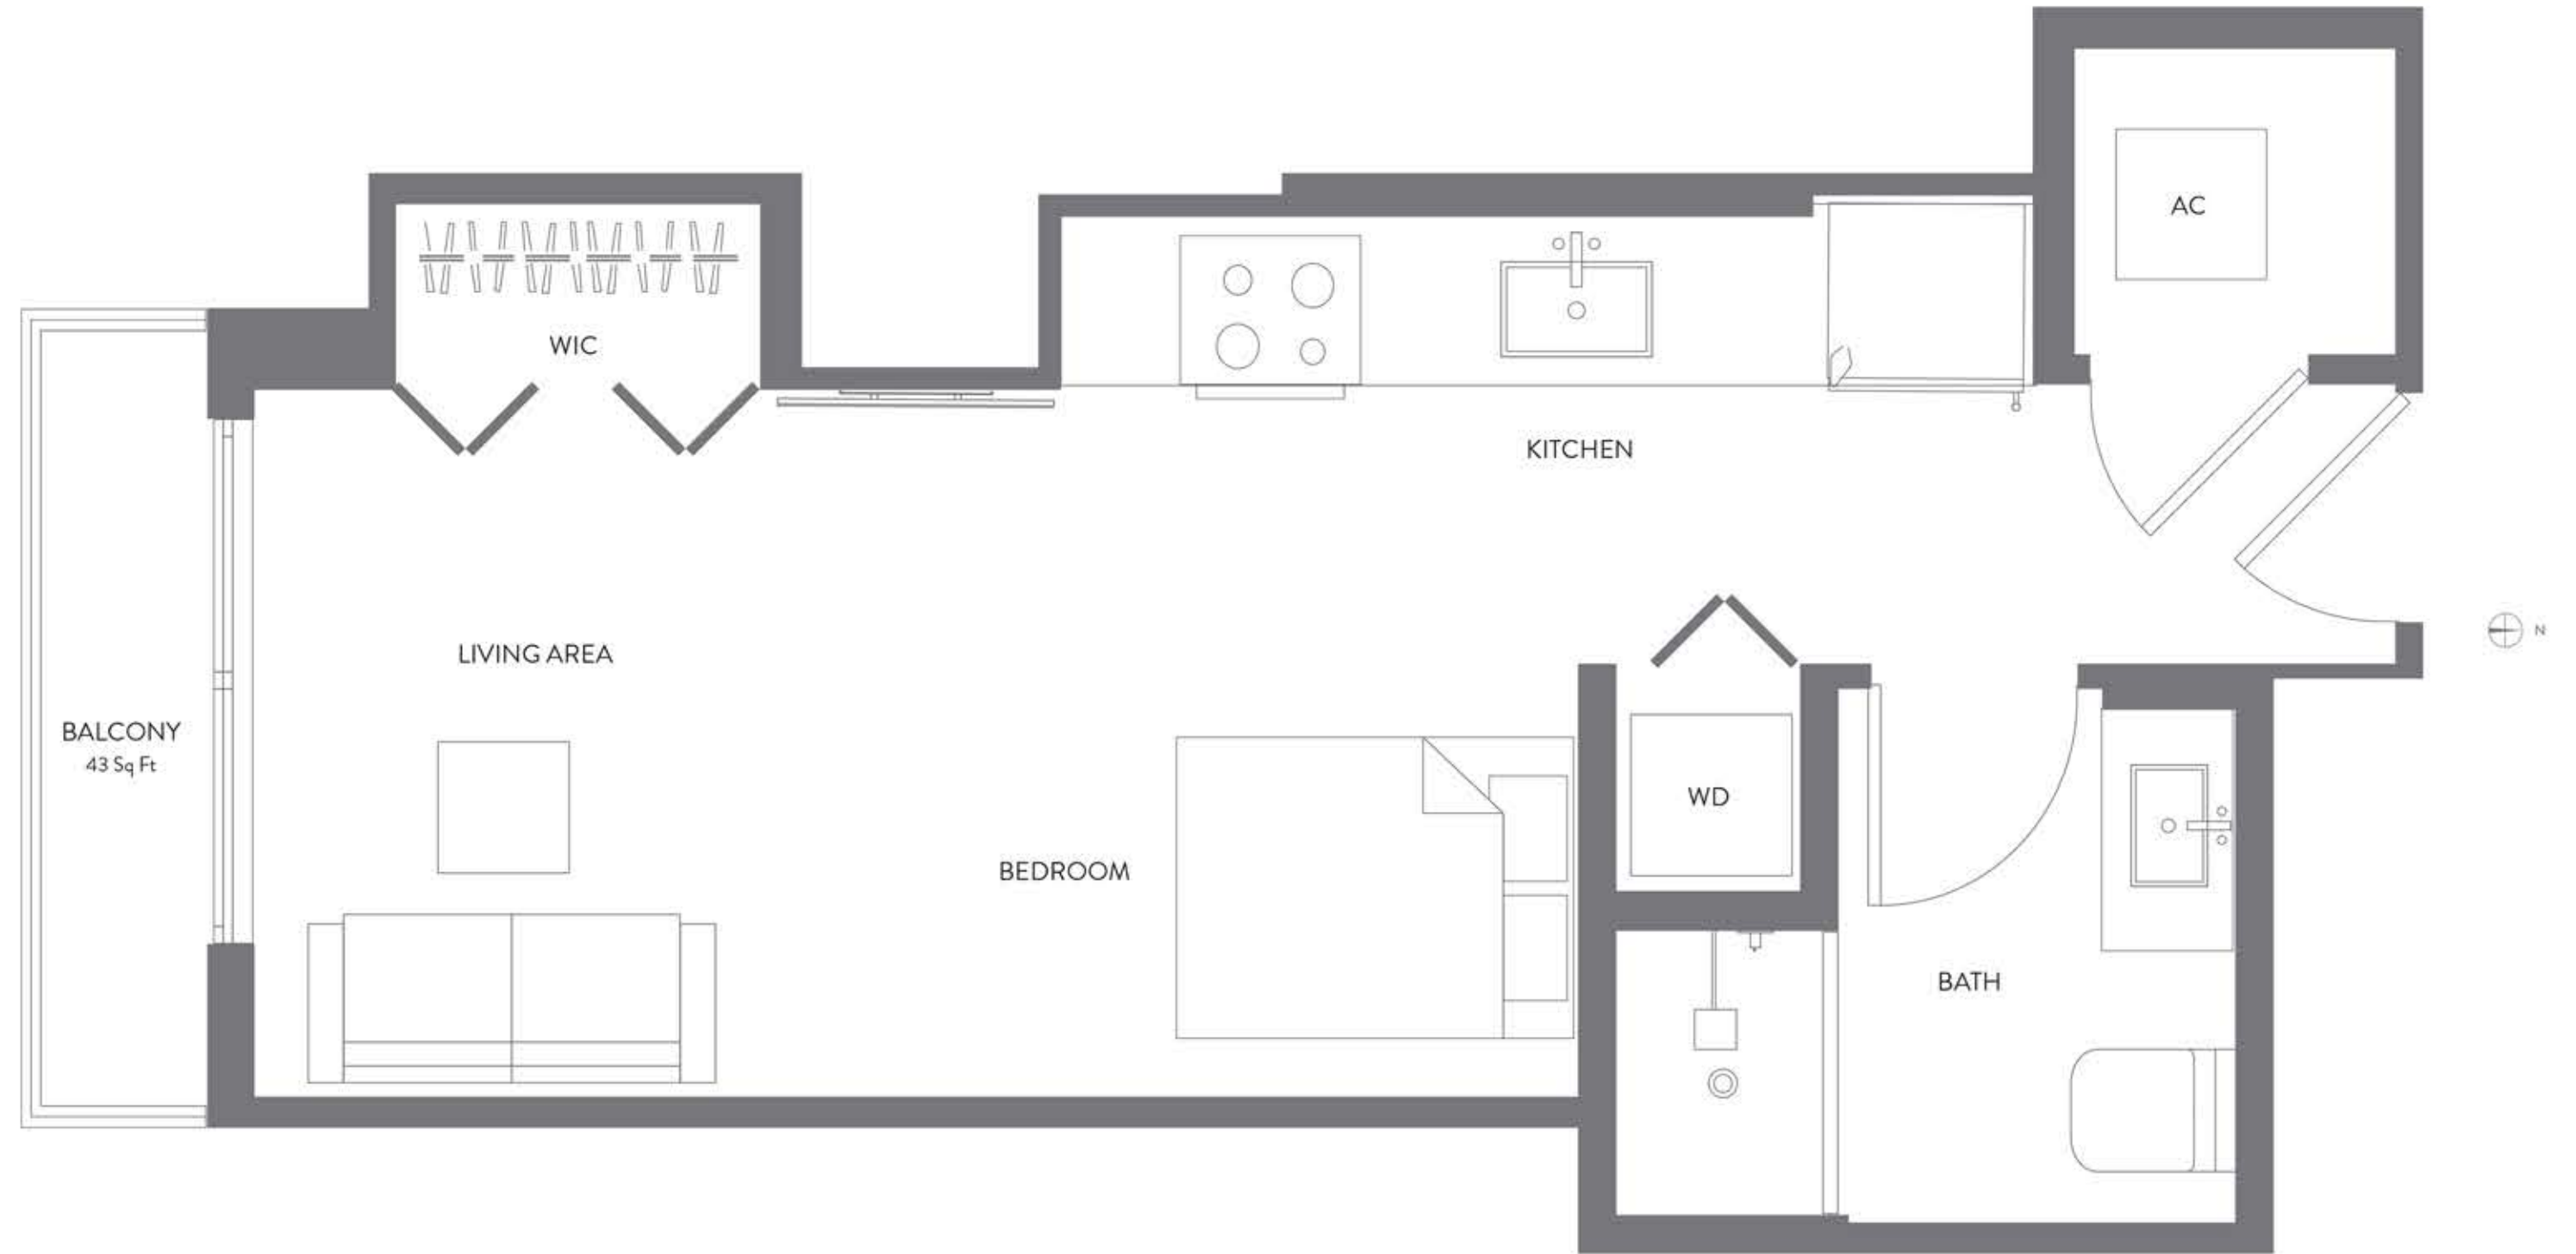 AC
WIC
KITCHEN
N
LIVING AREA
BALCONY
43 Sq Ft
WD
BEDROOM
BATH